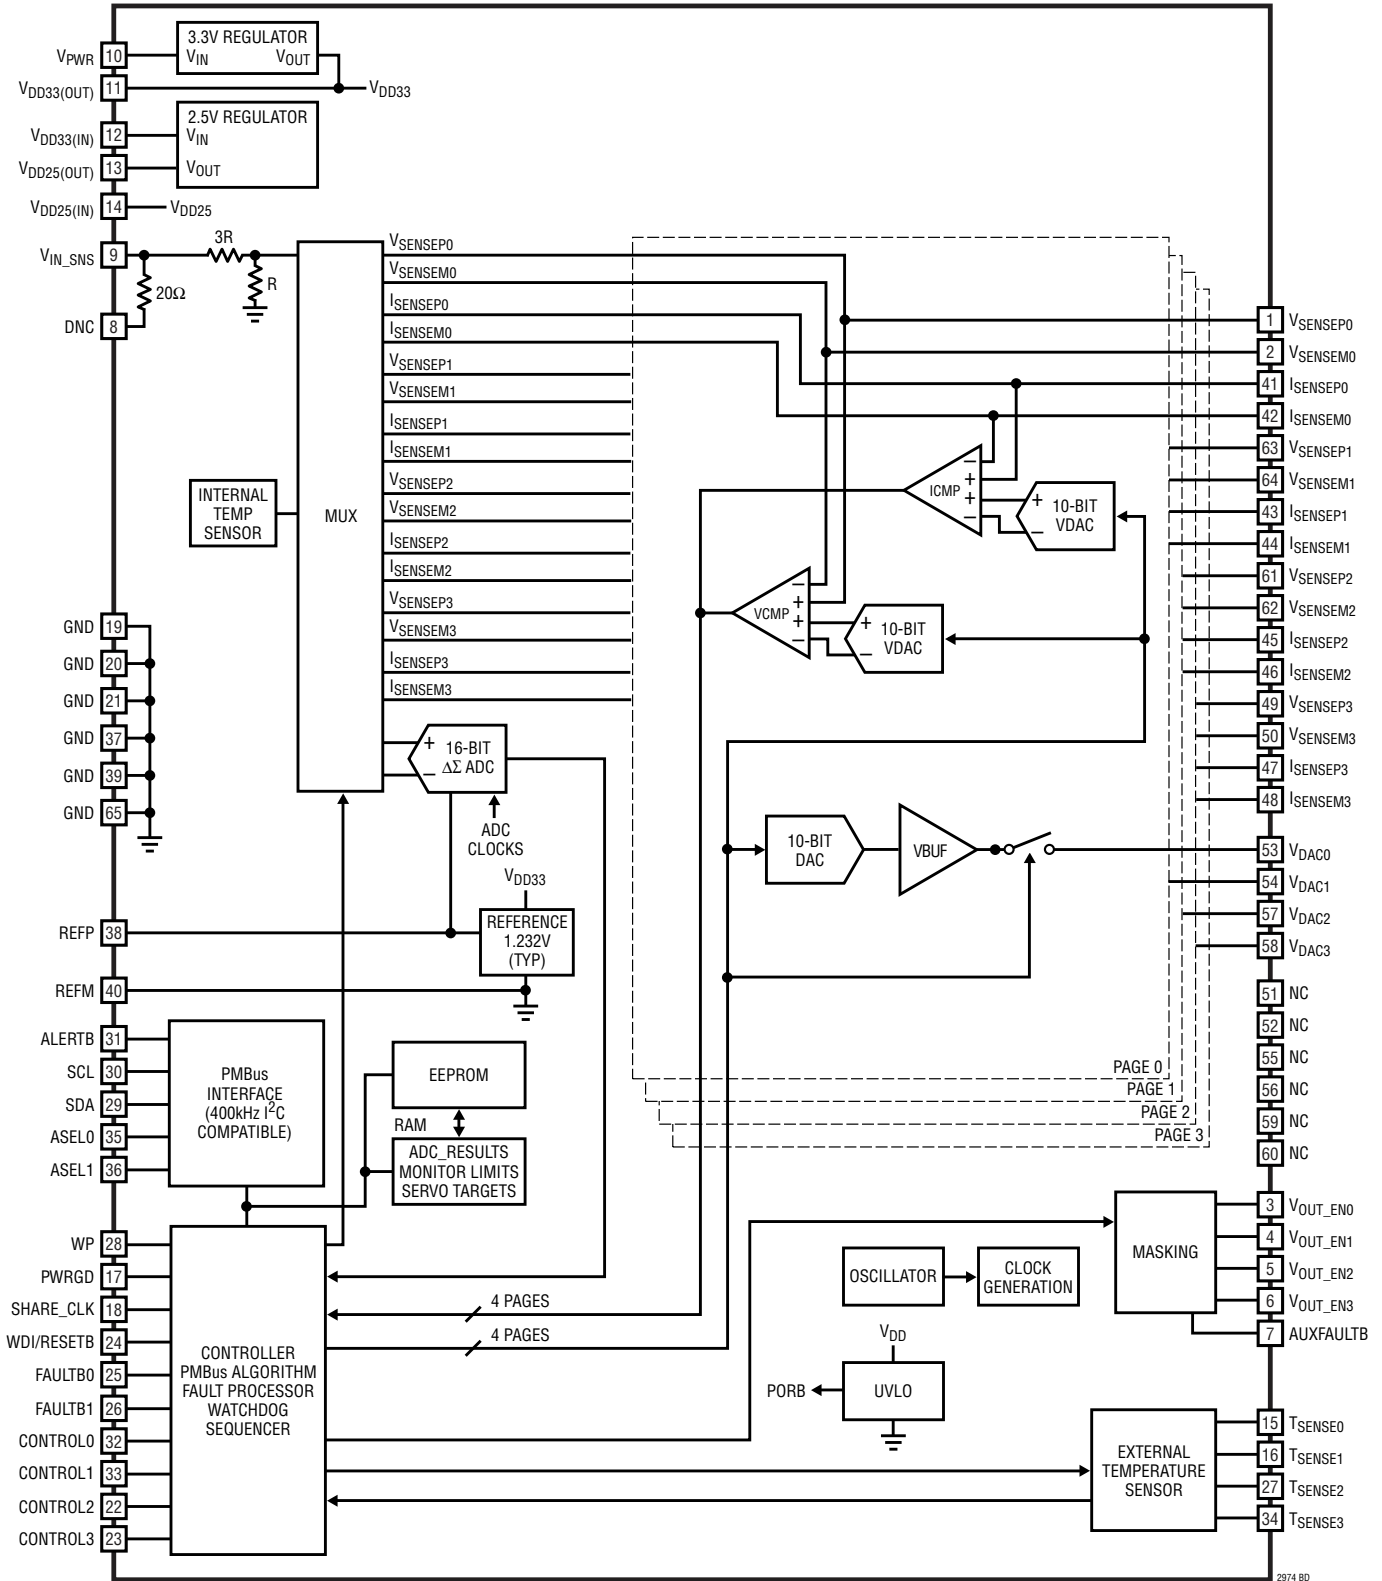 3.3V REGULATOR
VIN VOUT
VPWR 10
VDD33(OUT) 11
VDD33
2.5V REGULATOR
VIN
VOUT
VDD33(IN) 12
VDD25(OUT) 13
VDD25(IN) 14
VDD25
VIN_SNS 9
3R
R
20Ω
DNC 8
INTERNAL
TEMP
SENSOR
MUX
VSENSEP0
VSENSEM0
ISENSEP0
ISENSEM0
VSENSEP1
VSENSEM1
ISENSEP1
ISENSEM1
VSENSEP2
VSENSEM2
ISENSEP2
ISENSEM2
VSENSEP3
VSENSEM3
ISENSEP3
ISENSEM3
GND 19
GND 20
GND 21
GND 37
GND 39
GND 65
+
–
16-BIT
ΔΣ ADC
ADC
CLOCKS
VDD33
REFERENCE
1.232V
(TYP)
REFP 38
REFM 40
–
+
+
–
ICMP
+
–
10-BIT
VDAC
–
+
+
–
VCMP
+
–
10-BIT
VDAC
10-BIT
DAC
VBUF
PAGE 0
PAGE 1
PAGE 2
PAGE 3
1 VSENSEP0
2 VSENSEM0
41 ISENSEP0
42 ISENSEM0
63 VSENSEP1
64 VSENSEM1
43 ISENSEP1
44 ISENSEM1
61 VSENSEP2
62 VSENSEM2
45 ISENSEP2
46 ISENSEM2
49 VSENSEP3
50 VSENSEM3
47 ISENSEP3
48 ISENSEM3
53 VDAC0
54 VDAC1
57 VDAC2
58 VDAC3
51 NC
52 NC
55 NC
56 NC
59 NC
60 NC
ALERTB 31
SCL 30
SDA 29
ASEL0 35
ASEL1 36
PMBus
INTERFACE
(400kHz I2C
COMPATIBLE)
EEPROM
RAM
ADC_RESULTS
MONITOR LIMITS
SERVO TARGETS
WP 28
PWRGD 17
SHARE_CLK 18
WDI/RESETB 24
FAULTB0 25
FAULTB1 26
CONTROL0 32
CONTROL1 33
CONTROL2 22
CONTROL3 23
CONTROLLER
PMBus ALGORITHM
FAULT PROCESSOR
WATCHDOG
SEQUENCER
4 PAGES
4 PAGES
OSCILLATOR
CLOCK
GENERATION
VDD
PORB
UVLO
MASKING
3 VOUT_EN0
4 VOUT_EN1
5 VOUT_EN2
6 VOUT_EN3
7 AUXFAULTB
EXTERNAL
TEMPERATURE
SENSOR
15 TSENSE0
16 TSENSE1
27 TSENSE2
34 TSENSE3
2974 BD